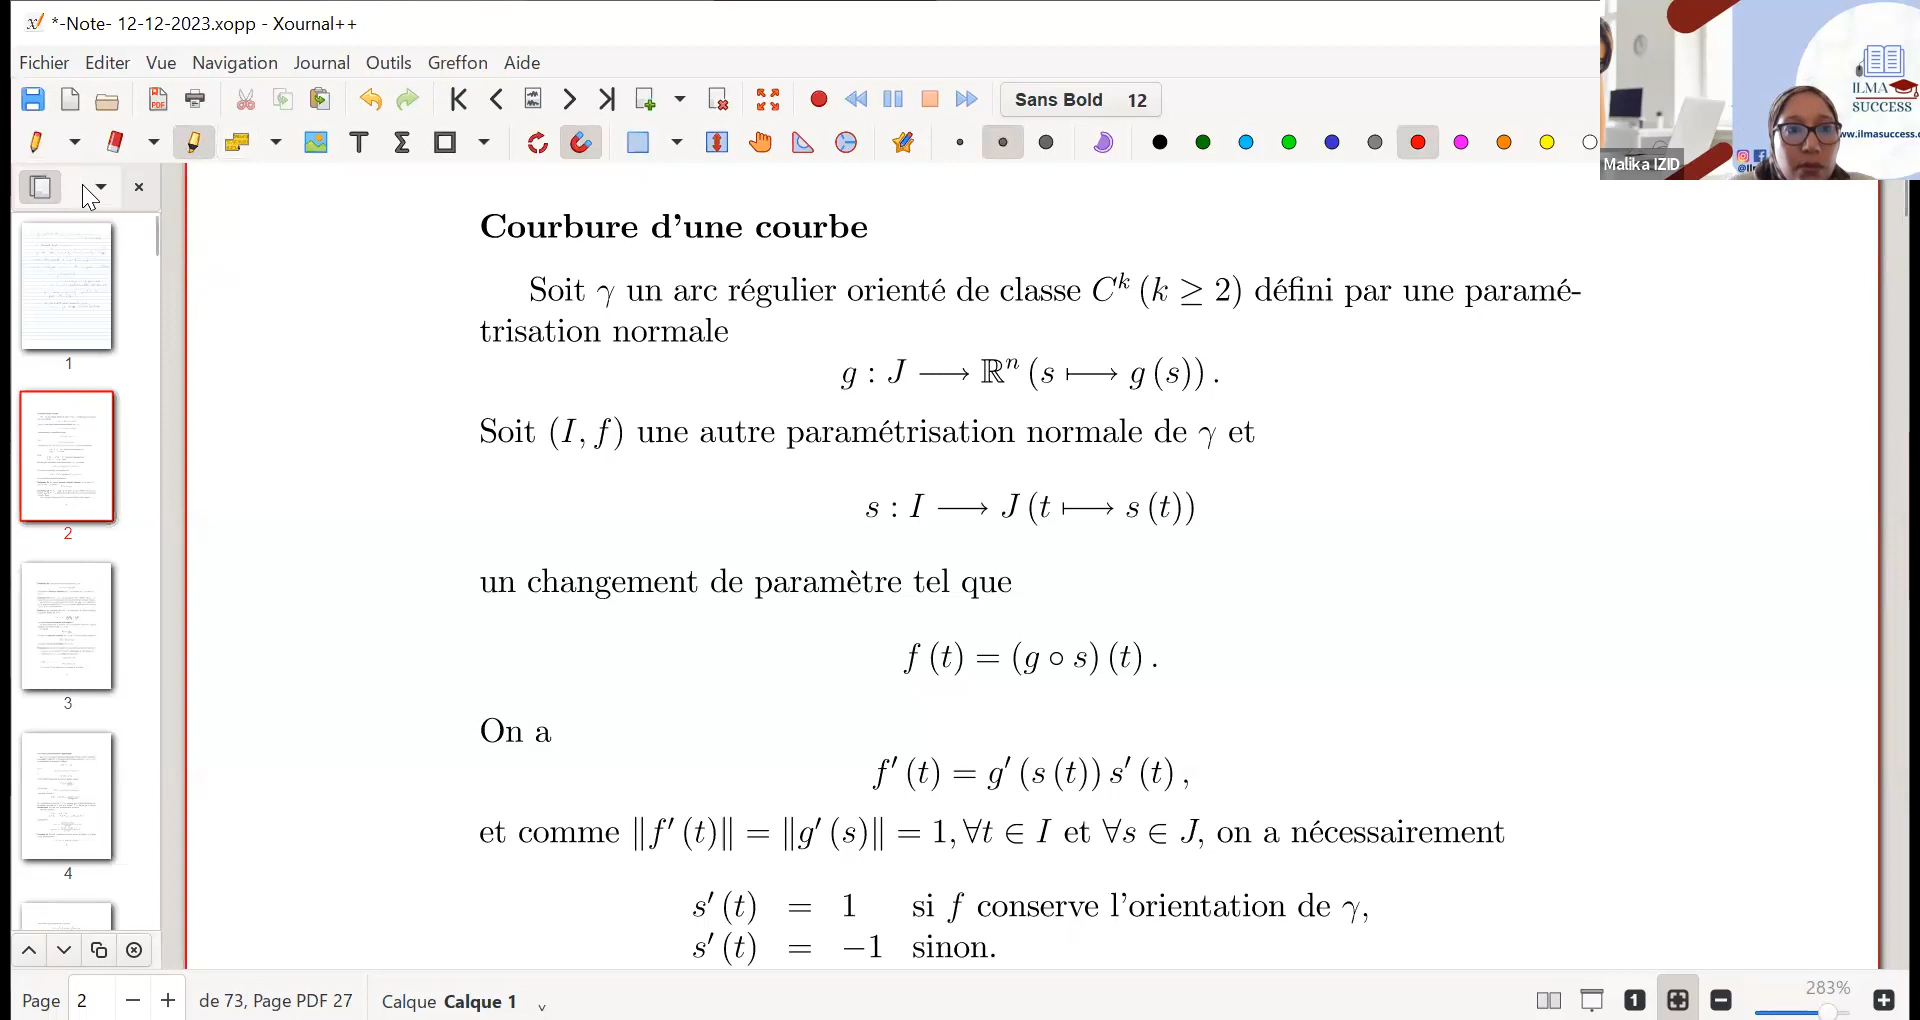 *-Note- 12-12-2023.xopp - Xournal++
Fichier Editer Vue Navigation Journal Outils Greffon Aide
Sans Bold 12
ILMA
SUCCESS
Malika IZID
Courbure d'une courbe
Soit γ un arc régulier orienté de classe C^k (k ≥ 2) défini par une paramé-
trisation normale
g : J ⟶ ℝ^n (s ⟼ g (s)) .
Soit (I, f) une autre paramétrisation normale de γ et
s : I ⟶ J (t ⟼ s (t))
un changement de paramètre tel que
f (t) = (g ∘ s) (t) .
On a
f′ (t) = g′ (s (t)) s′ (t) ,
et comme ‖f′ (t)‖ = ‖g′ (s)‖ = 1, ∀t ∈ I et ∀s ∈ J, on a nécessairement
s′ (t) = 1 si f conserve l'orientation de γ,
s′ (t) = −1 sinon.
1
2
3
4
Page 2 de 73, Page PDF 27 Calque Calque 1
283%